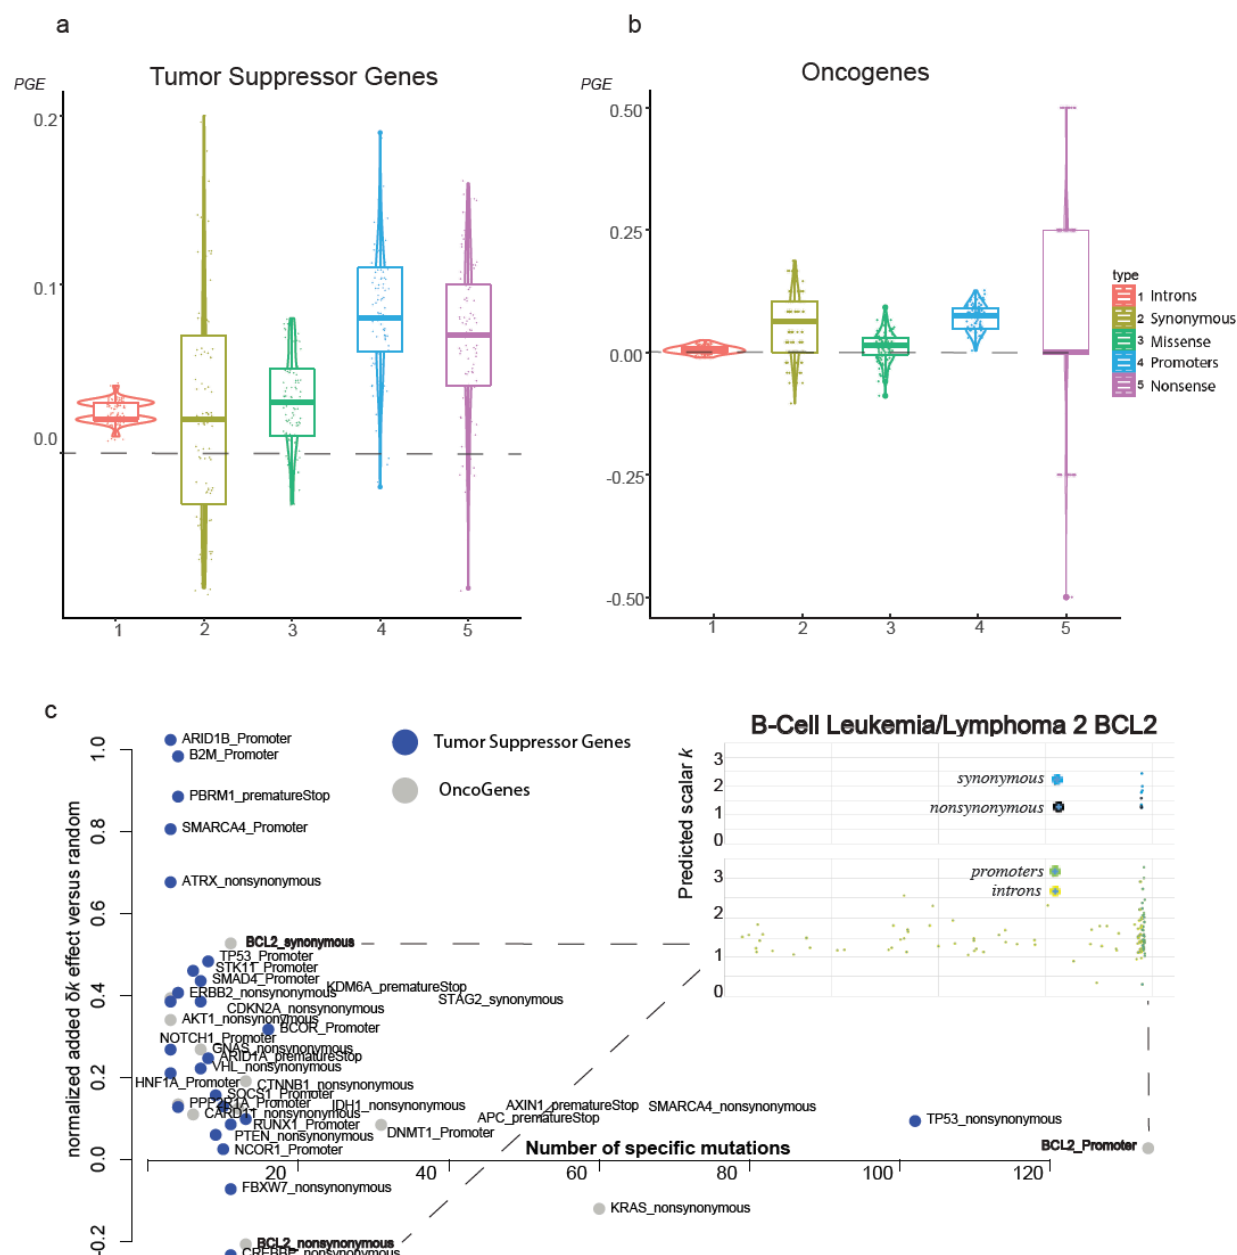 a
b
Tumor Suppressor Genes
Oncogenes
PGE
PGE
0.2
0.1
0.0
1 2 3 4 5
0.50
0.25
0.00
-0.25
-0.50
1 2 3 4 5
type
1 Introns
2 Synonymous
3 Missense
4 Promoters
5 Nonsense
c
B-Cell Leukemia/Lymphoma 2 BCL2
Tumor Suppressor Genes
OncoGenes
normalized added δk effect versus random
1.0
0.8
0.6
0.4
0.2
0.0
-0.2
ARID1B_Promoter
B2M_Promoter
PBRM1_prematureStop
SMARCA4_Promoter
ATRX_nonsynonymous
BCL2_synonymous
TP53_Promoter
STK11_Promoter
SMAD4_Promoter
KDM6A_prematureStop
ERBB2_nonsynonymous
STAG2_synonymous
CDKN2A_nonsynonymous
AKT1_nonsynonymous
BCOR_Promoter
NOTCH1_Promoter
GNAS_nonsynonymous
ARID1A_prematureStop
VHL_nonsynonymous
HNF1A_Promoter
CTNNB1_nonsynonymous
SOCS1_Promoter
PPP2R1A_Promoter
IDH1_nonsynonymous
AXIN1_prematureStop
SMARCA4_nonsynonymous
CARD11_nonsynonymous
APC_prematureStop
TP53_nonsynonymous
RUNX1_Promoter
DNMT1_Promoter
PTEN_nonsynonymous
NCOR1_Promoter
Number of specific mutations
BCL2_Promoter
20 40 60 80 100 120
FBXW7_nonsynonymous
KRAS_nonsynonymous
BCL2_nonsynonymous
CREBBP_nonsynonymous
Predicted scalar k
3
2
1
0
synonymous
nonsynonymous
3
2
1
0
promoters
introns